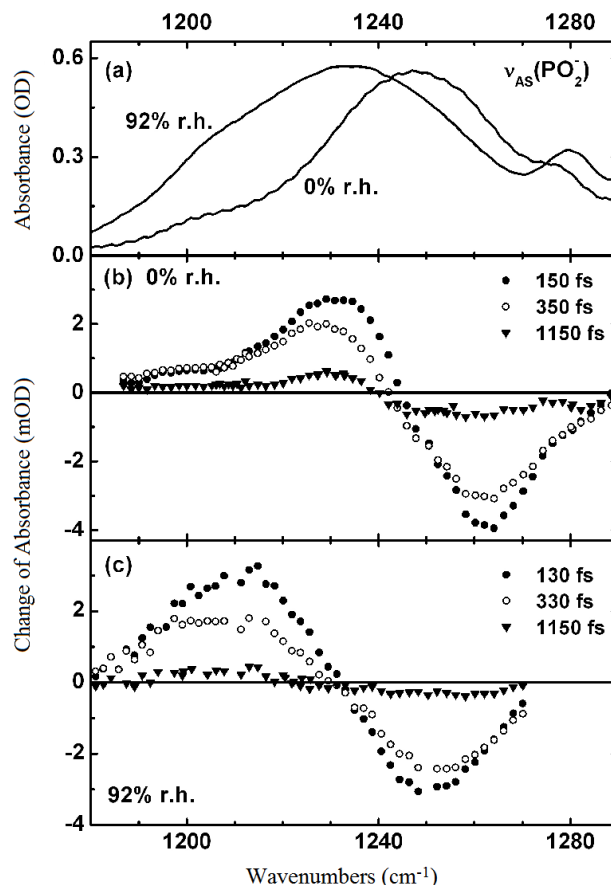 1200 1240 1280
0.6
(a)
νAS(PO2-)
92% r.h.
0.3
0% r.h.
0.0
Absorbance (OD)
(b) 0% r.h.
150 fs
350 fs
1150 fs
2
0
-2
-4
Change of Absorbance (mOD)
(c)
130 fs
330 fs
1150 fs
2
0
-2
-4
92% r.h.
1200 1240 1280
Wavenumbers (cm-1)